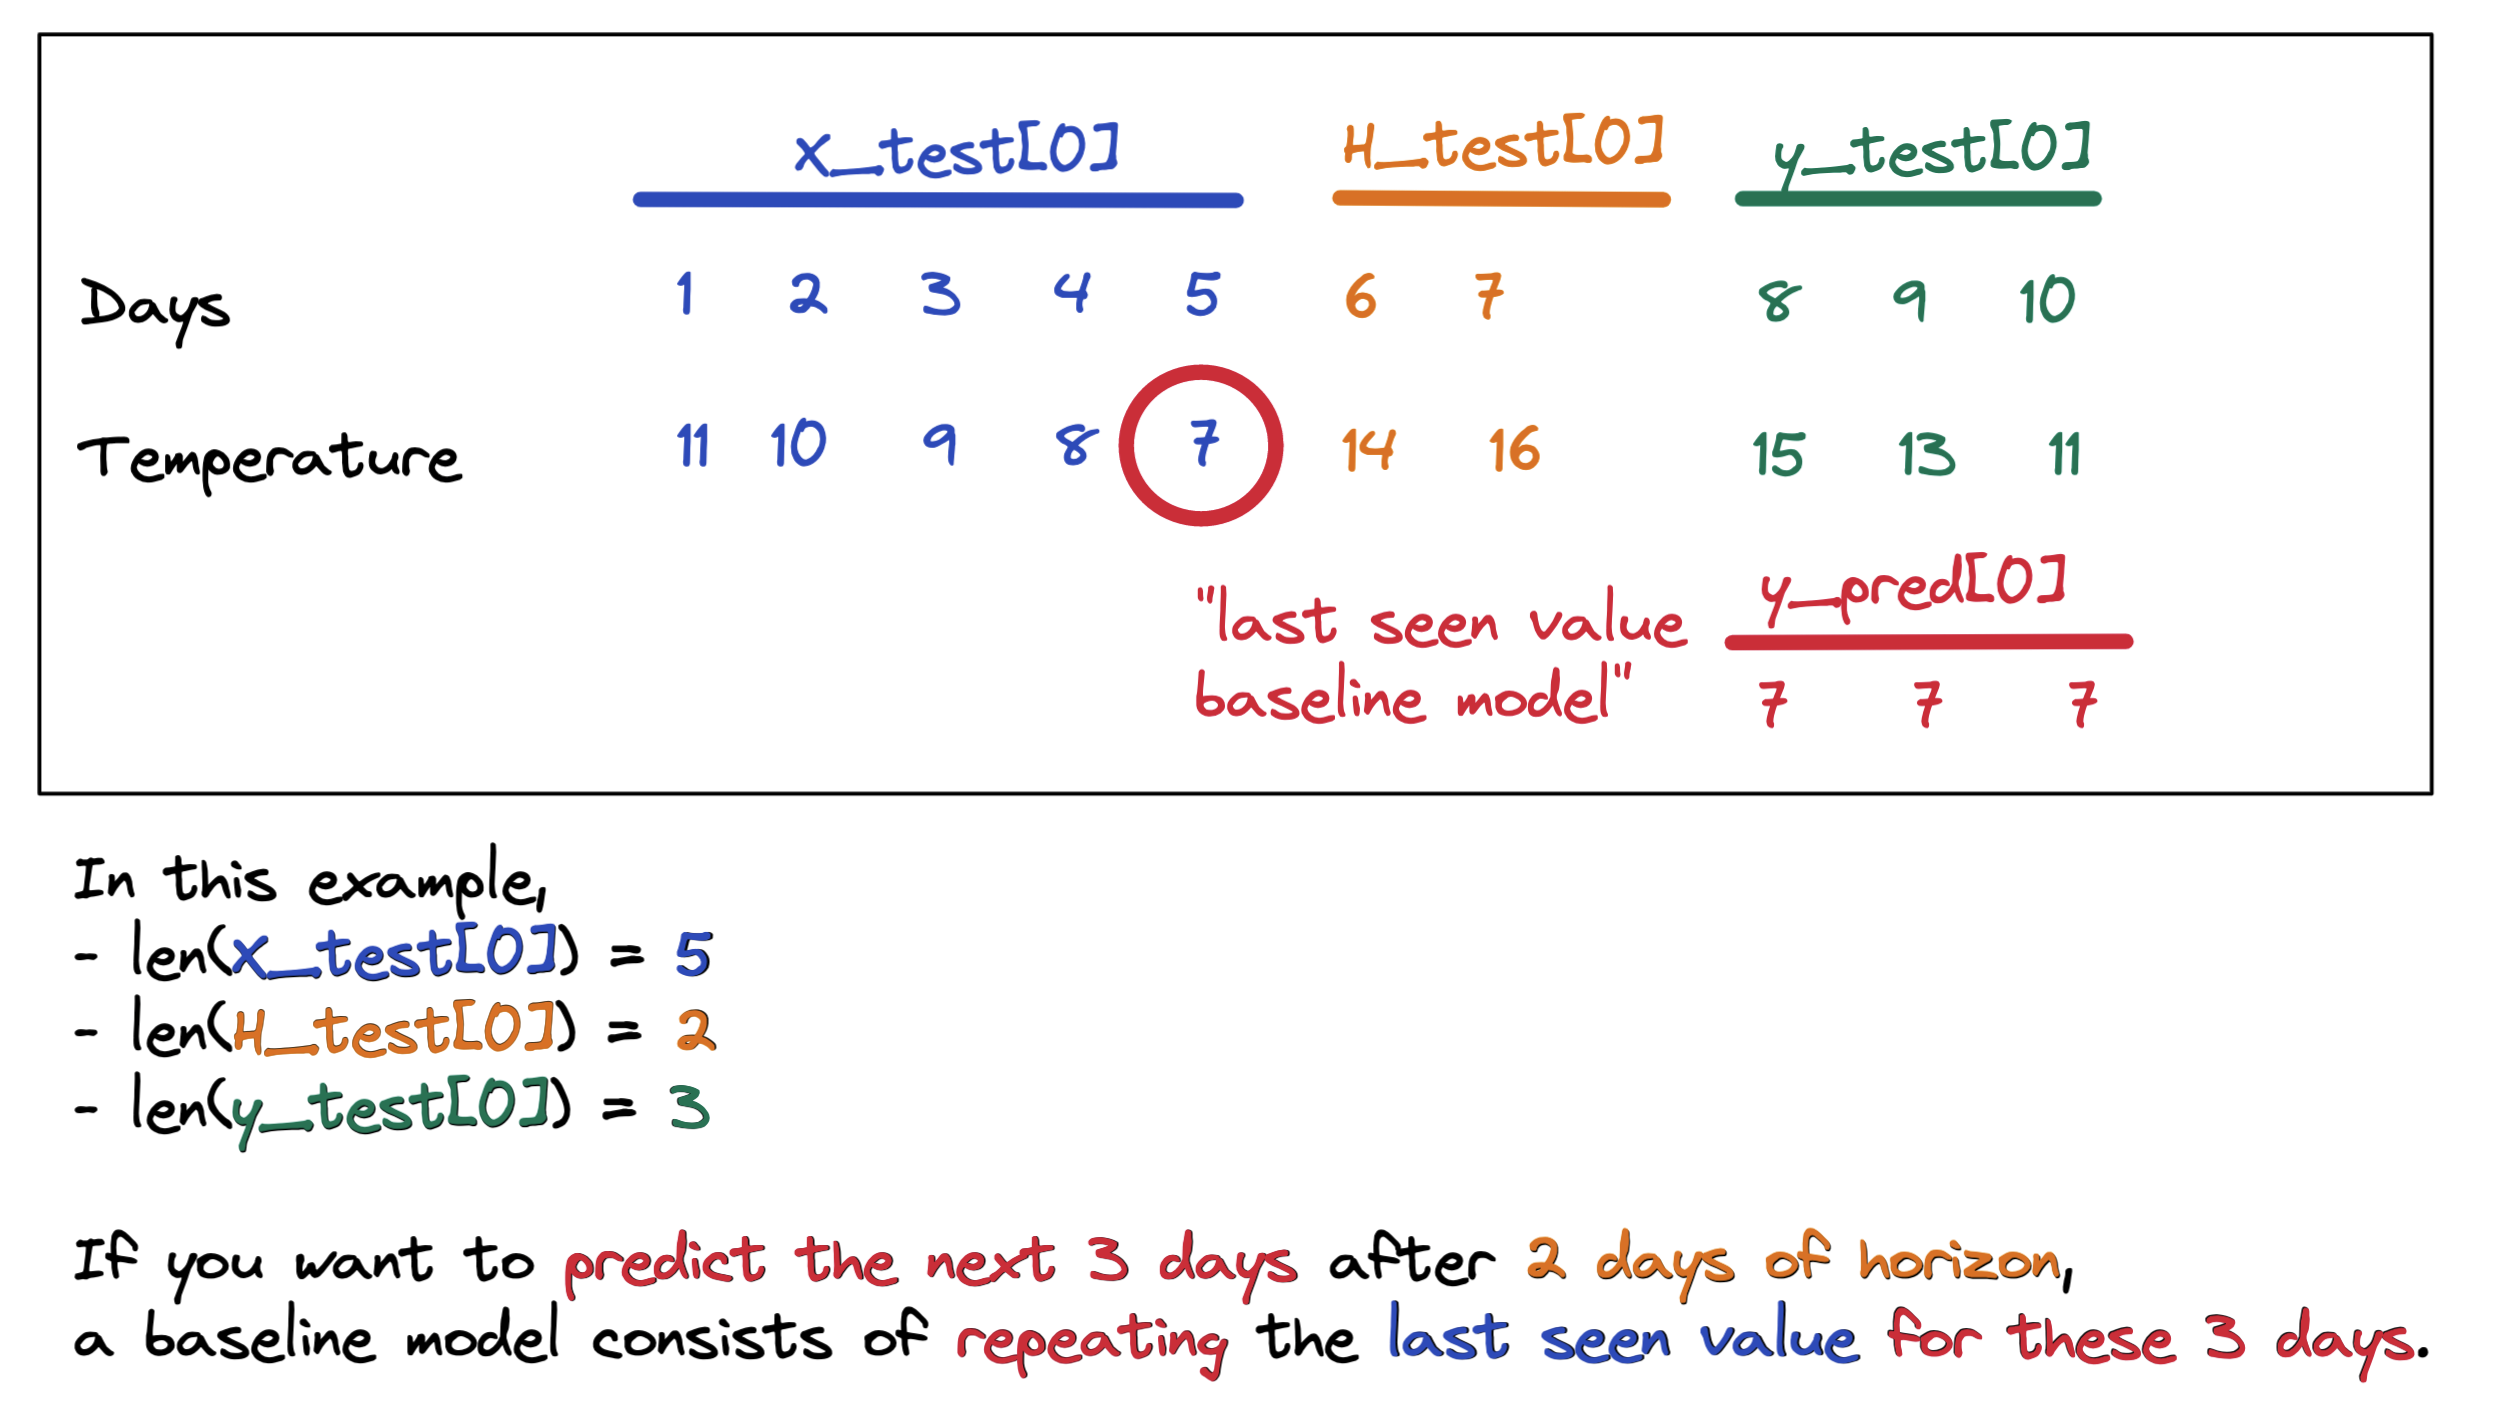 x_test[0] H_test[0] y_test[0]
Days 1 2 3 4 5 6 7 8 9 10
Temperature 11 10 9 8 7 14 16 15 13 11
"last seen value
baseline model"
y_pred[0]
7 7 7
In this example,
- len(x_test[0]) = 5
- len(H_test[0]) = 2
- len(y_test[0]) = 3
If you want to predict the next 3 days after 2 days of horizon,
a baseline model consists of repeating the last seen value for these 3 days.